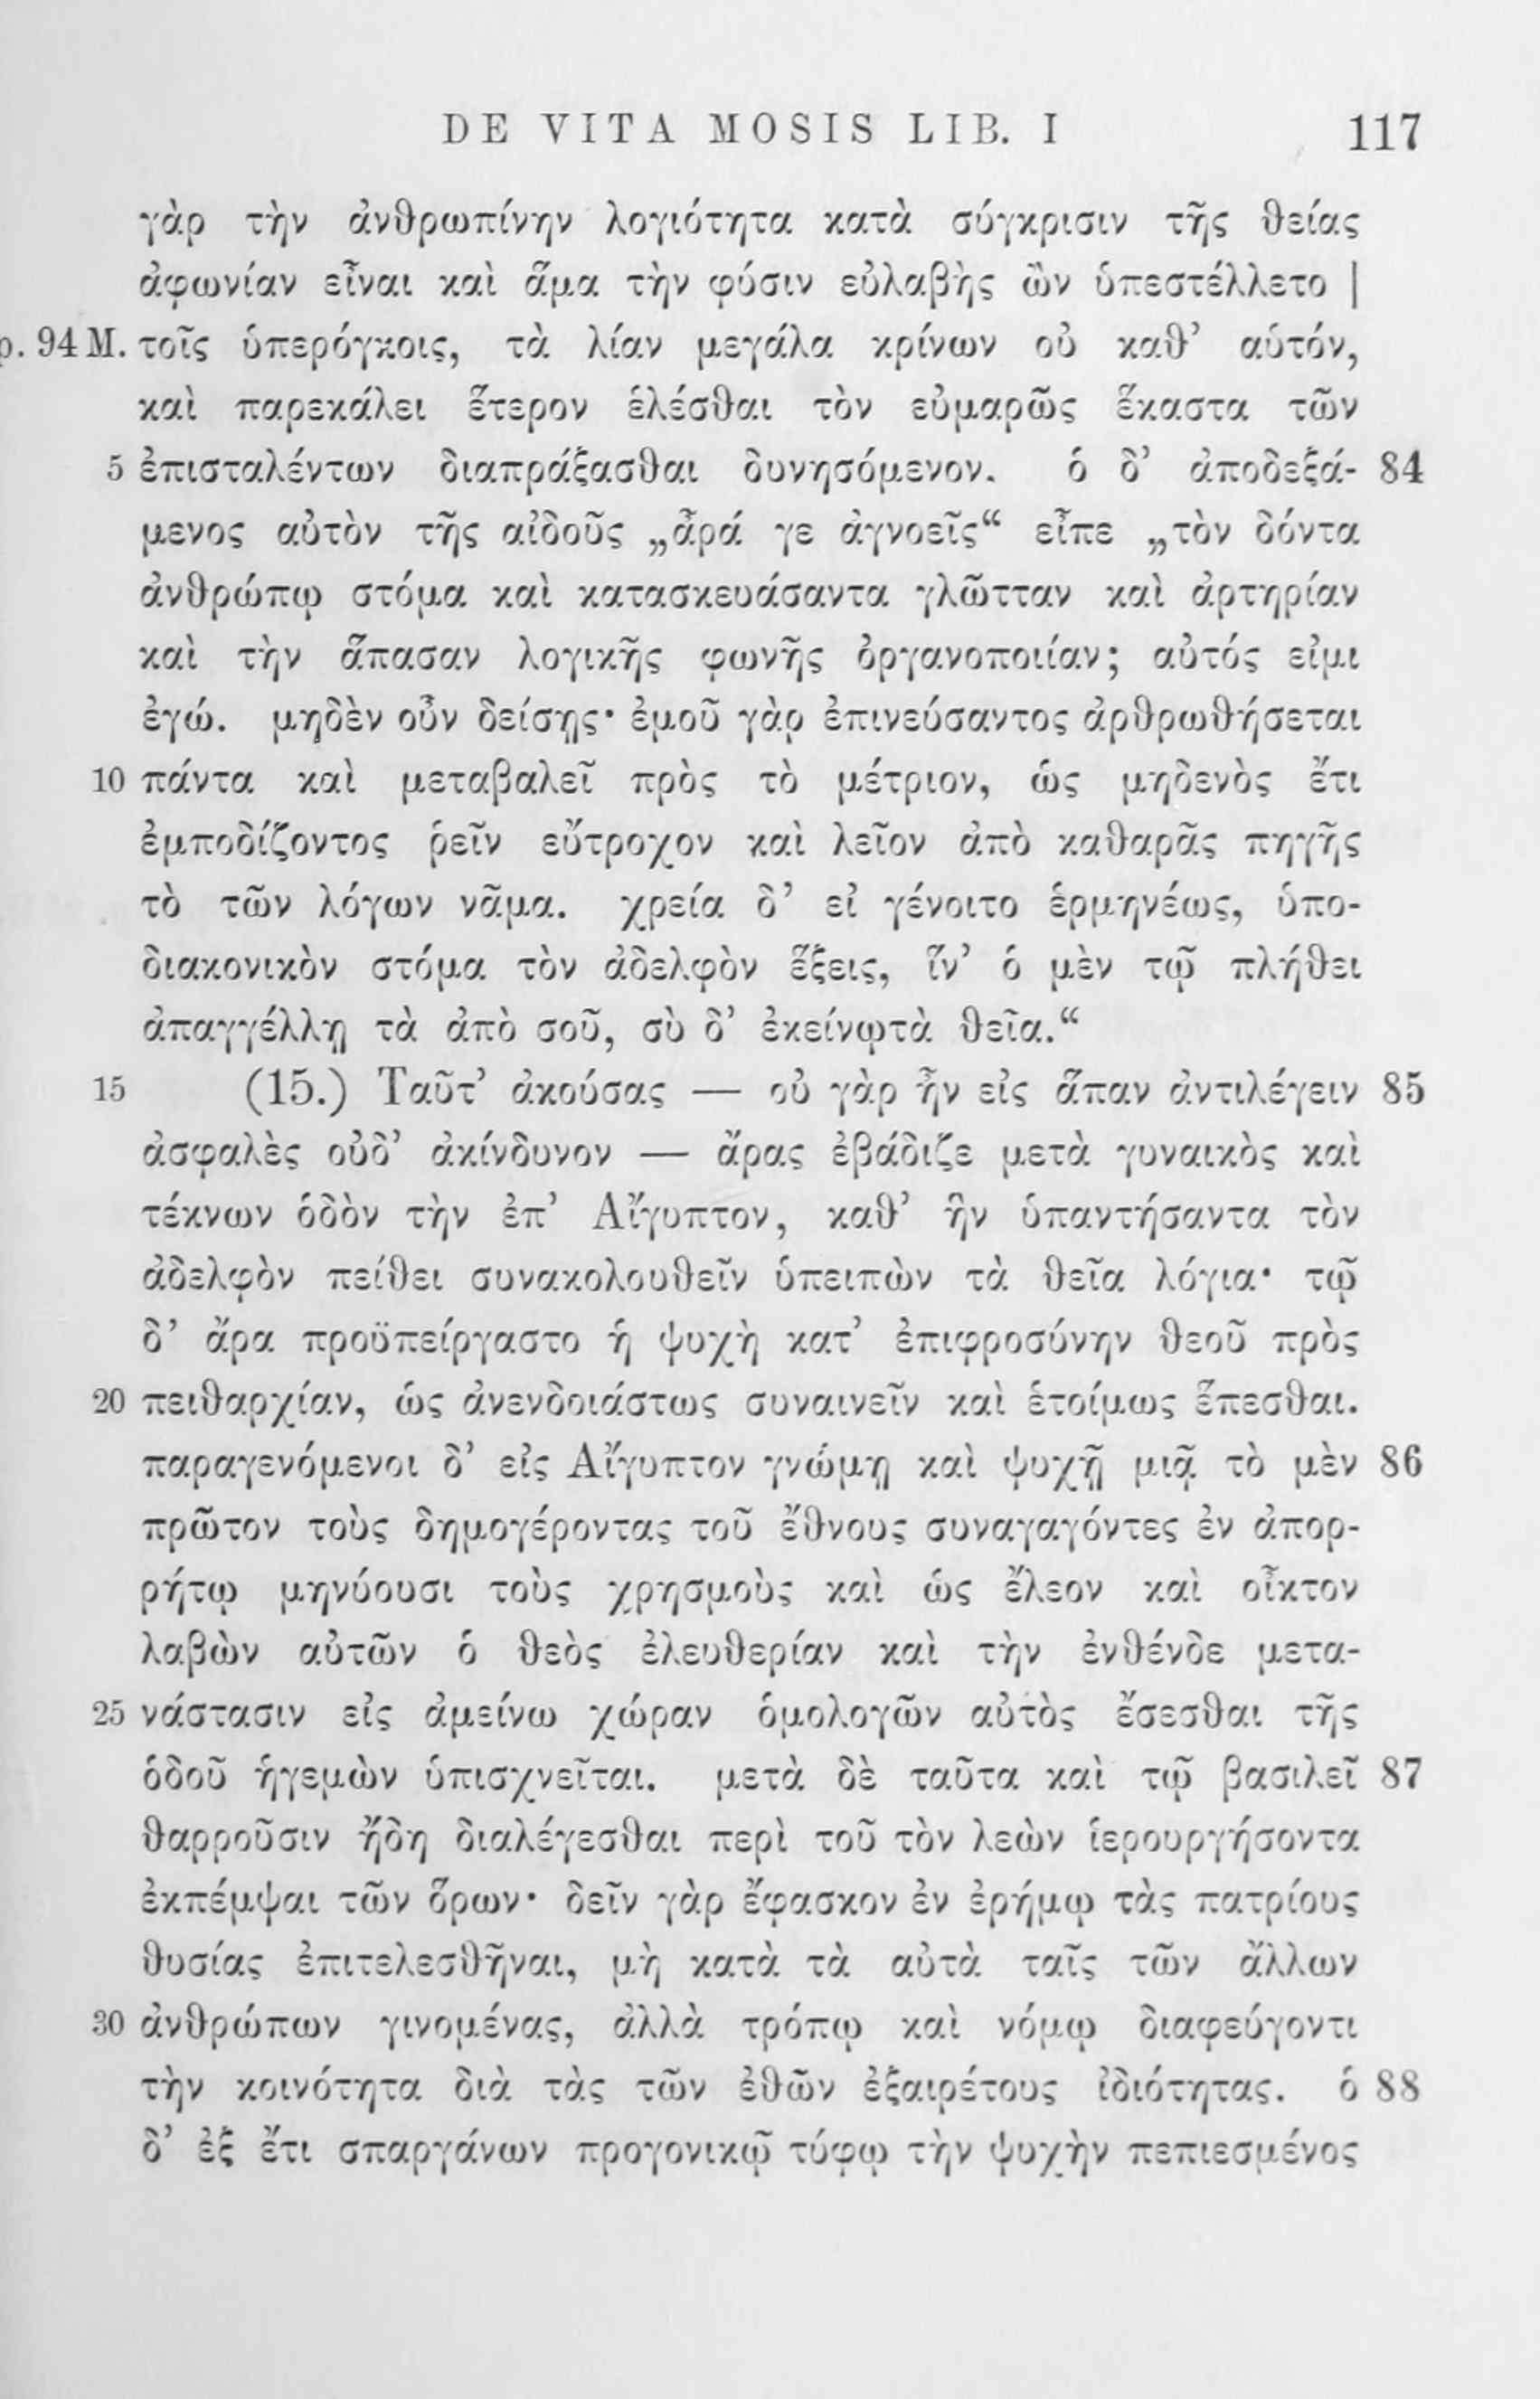 DE VITA MOSIS LIB. I 117
γὰρ τὴν ἀνθρωπίνην λογιότητα κατὰ σύγκρισιν τῆς θείας
ἀφωνίαν εἶναι καὶ ἅμα τὴν φύσιν εὐλαβὴς ὢν ὑπεστέλλετο |
p. 94 M. τοῖς ὑπερόγκοις, τὰ λίαν μεγάλα κρίνων οὐ καθ’ αὑτόν,
καὶ παρεκάλει ἕτερον ἑλέσθαι τὸν εὐμαρῶς ἕκαστα τῶν
5 ἐπισταλέντων διαπράξασθαι δυνησόμενον. ὁ δ’ ἀποδεξά- 84
μενος αὐτὸν τῆς αἰδοῦς „ἆρά γε ἀγνοεῖς“ εἶπε „τὸν δόντα
ἀνθρώπῳ στόμα καὶ κατασκευάσαντα γλῶτταν καὶ ἀρτηρίαν
καὶ τὴν ἅπασαν λογικῆς φωνῆς ὀργανοποιίαν; αὐτός εἰμι
ἐγώ. μηδὲν οὖν δείσῃς· ἐμοῦ γὰρ ἐπινεύσαντος ἀρθρωθήσεται
10 πάντα καὶ μεταβαλεῖ πρὸς τὸ μέτριον, ὡς μηδενὸς ἔτι
ἐμποδίζοντος ῥεῖν εὔτροχον καὶ λεῖον ἀπὸ καθαρᾶς πηγῆς
τὸ τῶν λόγων νᾶμα. χρεία δ’ εἰ γένοιτο ἑρμηνέως, ὑπο-
διακονικὸν στόμα τὸν ἀδελφὸν ἕξεις, ἵν’ ὁ μὲν τῷ πλήθει
ἀπαγγέλλῃ τὰ ἀπὸ σοῦ, σὺ δ’ ἐκείνῳτὰ θεῖα.“
15 (15.) Ταῦτ’ ἀκούσας — οὐ γὰρ ἦν εἰς ἅπαν ἀντιλέγειν 85
ἀσφαλὲς οὐδ’ ἀκίνδυνον — ἄρας ἐβάδιζε μετὰ γυναικὸς καὶ
τέκνων ὁδὸν τὴν ἐπ’ Αἴγυπτον, καθ’ ἣν ὑπαντήσαντα τὸν
ἀδελφὸν πείθει συνακολουθεῖν ὑπειπὼν τὰ θεῖα λόγια· τῷ
δ’ ἄρα προϋπείργαστο ἡ ψυχὴ κατ’ ἐπιφροσύνην θεοῦ πρὸς
20 πειθαρχίαν, ὡς ἀνενδοιάστως συναινεῖν καὶ ἑτοίμως ἕπεσθαι.
παραγενόμενοι δ’ εἰς Αἴγυπτον γνώμῃ καὶ ψυχῇ μιᾷ τὸ μὲν 86
πρῶτον τοὺς δημογέροντας τοῦ ἔθνους συναγαγόντες ἐν ἀπορ-
ρήτῳ μηνύουσι τοὺς χρησμοὺς καὶ ὡς ἔλεον καὶ οἶκτον
λαβὼν αὐτῶν ὁ θεὸς ἐλευθερίαν καὶ τὴν ἐνθένδε μετα-
25 νάστασιν εἰς ἀμείνω χώραν ὁμολογῶν αὐτὸς ἔσεσθαι τῆς
ὁδοῦ ἡγεμὼν ὑπισχνεῖται. μετὰ δὲ ταῦτα καὶ τῷ βασιλεῖ 87
θαρροῦσιν ἤδη διαλέγεσθαι περὶ τοῦ τὸν λεὼν ἱερουργήσοντα
ἐκπέμψαι τῶν ὅρων· δεῖν γὰρ ἔφασκον ἐν ἐρήμῳ τὰς πατρίους
θυσίας ἐπιτελεσθῆναι, μὴ κατὰ τὰ αὐτὰ ταῖς τῶν ἄλλων
30 ἀνθρώπων γινομένας, ἀλλὰ τρόπῳ καὶ νόμῳ διαφεύγοντι
τὴν κοινότητα διὰ τὰς τῶν ἐθῶν ἐξαιρέτους ἰδιότητας. ὁ 88
δ’ ἐξ ἔτι σπαργάνων προγονικῷ τύφῳ τὴν ψυχὴν πεπιεσμένος